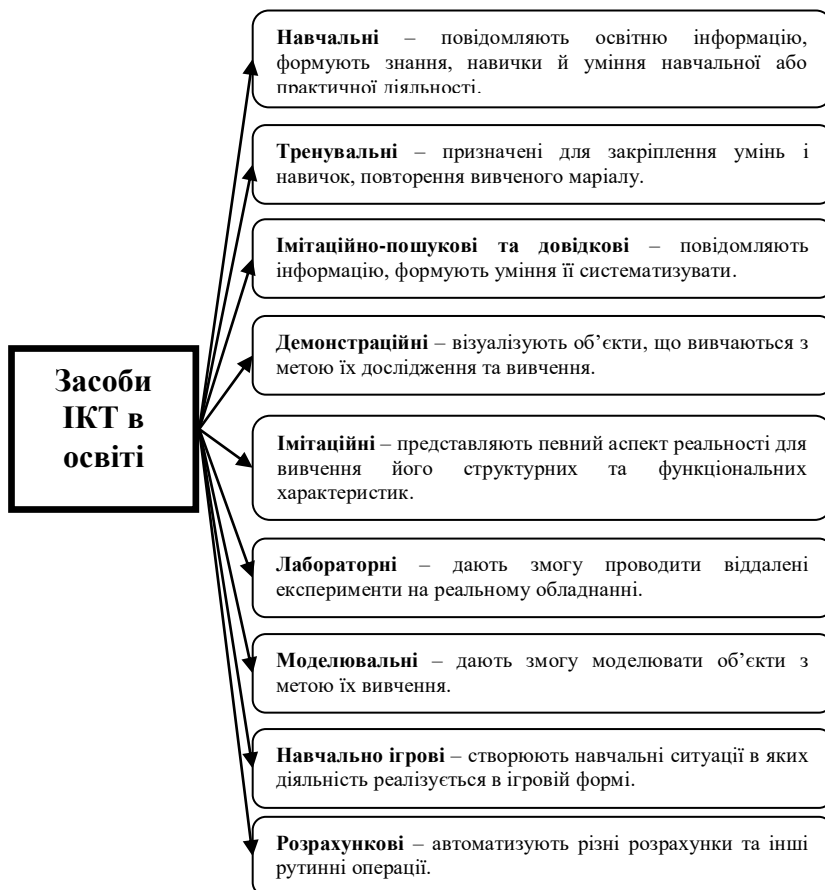 Навчальні – повідомляють освітню інформацію,
формують знання, навички й уміння навчальної або
практичної діяльності.
Тренувальні – призначені для закріплення умінь і
навичок, повторення вивченого маріалу.
Імітаційно-пошукові та довідкові – повідомляють
інформацію, формують уміння її систематизувати.
Демонстраційні – візуалізують об’єкти, що вивчаються з
метою їх дослідження та вивчення.
Засоби
ІКТ в
освіті
Імітаційні – представляють певний аспект реальності для
вивчення його структурних та функціональних
характеристик.
Лабораторні – дають змогу проводити віддалені
експерименти на реальному обладнанні.
Моделювальні – дають змогу моделювати об’єкти з
метою їх вивчення.
Навчально ігрові – створюють навчальні ситуації в яких
діяльність реалізується в ігровій формі.
Розрахункові – автоматизують різні розрахунки та інші
рутинні операції.